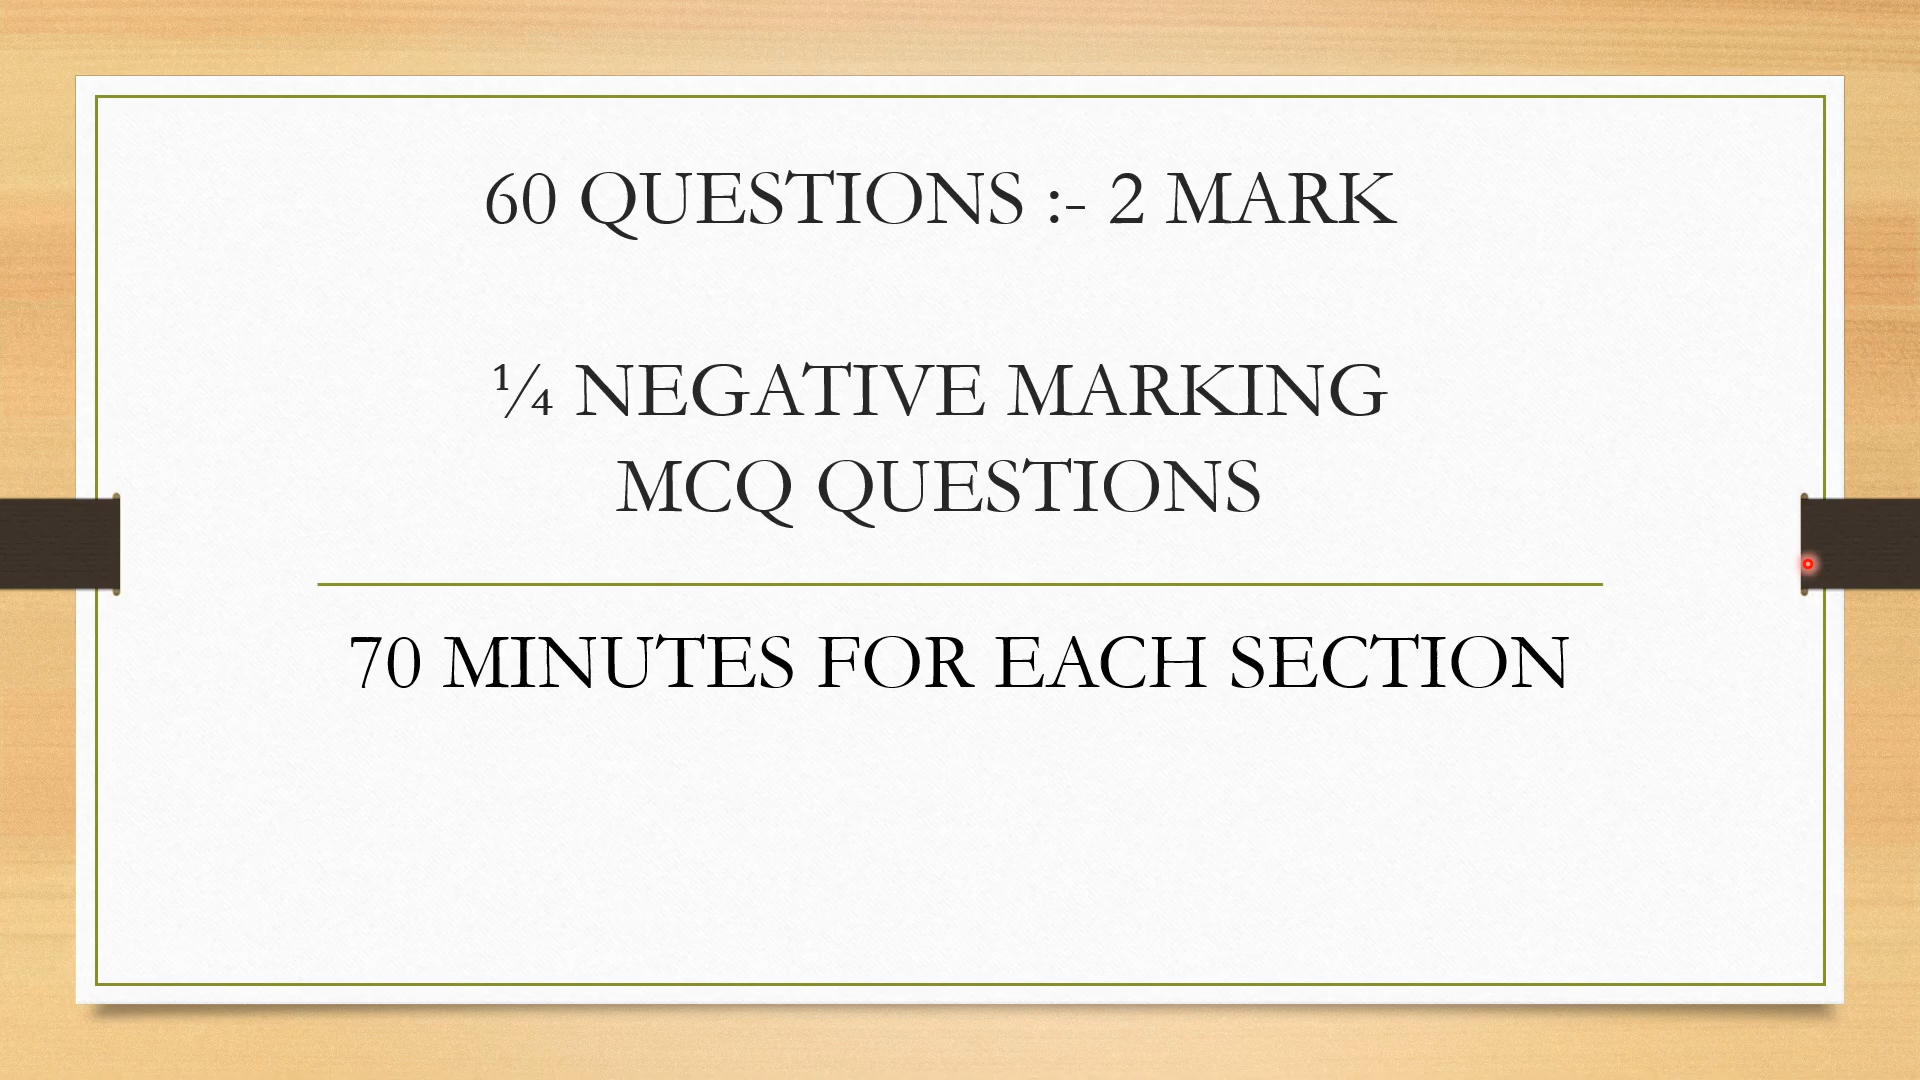 60 QUESTIONS :- 2 MARK
¼ NEGATIVE MARKING
MCQ QUESTIONS
70 MINUTES FOR EACH SECTION